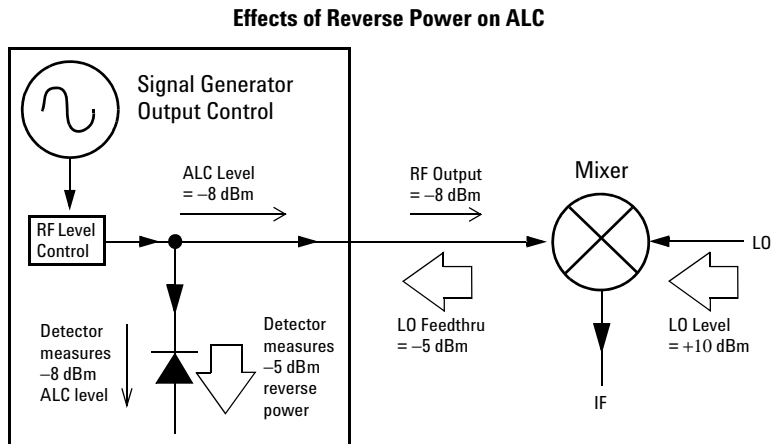 Effects of Reverse Power on ALC
Signal Generator
Output Control
ALC Level
= –8 dBm
RF Output
= –8 dBm
Mixer
RF Level
Control
LO
LO Feedthru
= –5 dBm
LO Level
= +10 dBm
Detector
measures
–8 dBm
ALC level
Detector
measures
–5 dBm
reverse
power
IF